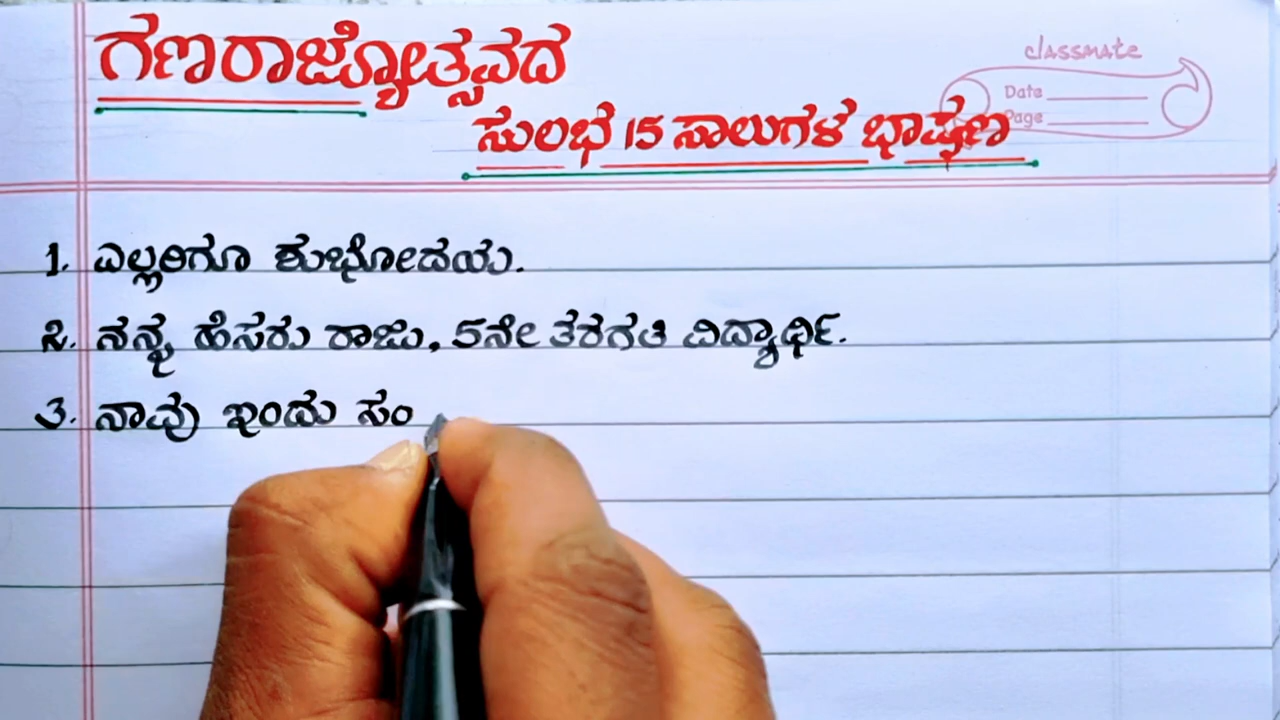 ಗಣರಾಜ್ಯೋತ್ಸವದ
ಸುಲಭ 15 ಸಾಲುಗಳ ಭಾಷಣ
classmate
Date
Page
1. ಎಲ್ಲರಿಗೂ ಶುಭೋದಯ.
2. ನನ್ನ ಹೆಸರು ರಾಜು, 5ನೇ ತರಗತಿ ವಿದ್ಯಾರ್ಥಿ.
3. ನಾವು ಇಂದು ಸಂ